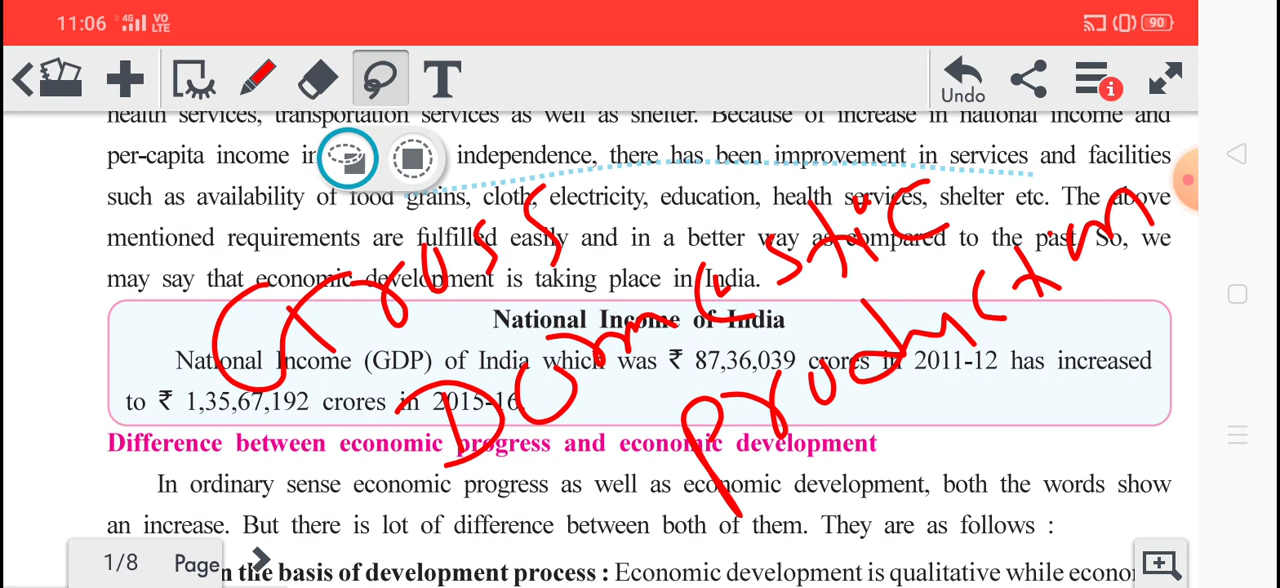 11:06 4G VO LTE 90
T Undo i
health services, transportation services as well as shelter. Because of increase in national income and
per-capita income independence, there has been improvement in services and facilities
such as availability of food grains, cloth, electricity, education, health services, shelter etc. The above
mentioned requirements are fulfilled easily and in a better way as compared to the past. So, we
may say that economic development is taking place in India.
Gross
Domestic
production
National Income of India
National Income (GDP) of India which was ₹ 87,36,039 crores in 2011-12 has increased
to ₹ 1,35,67,192 crores in 2015-16.
Difference between economic progress and economic development
In ordinary sense economic progress as well as economic development, both the words show
an increase. But there is lot of difference between both of them. They are as follows :
1/8 Page
the basis of development process : Economic development is qualitative while